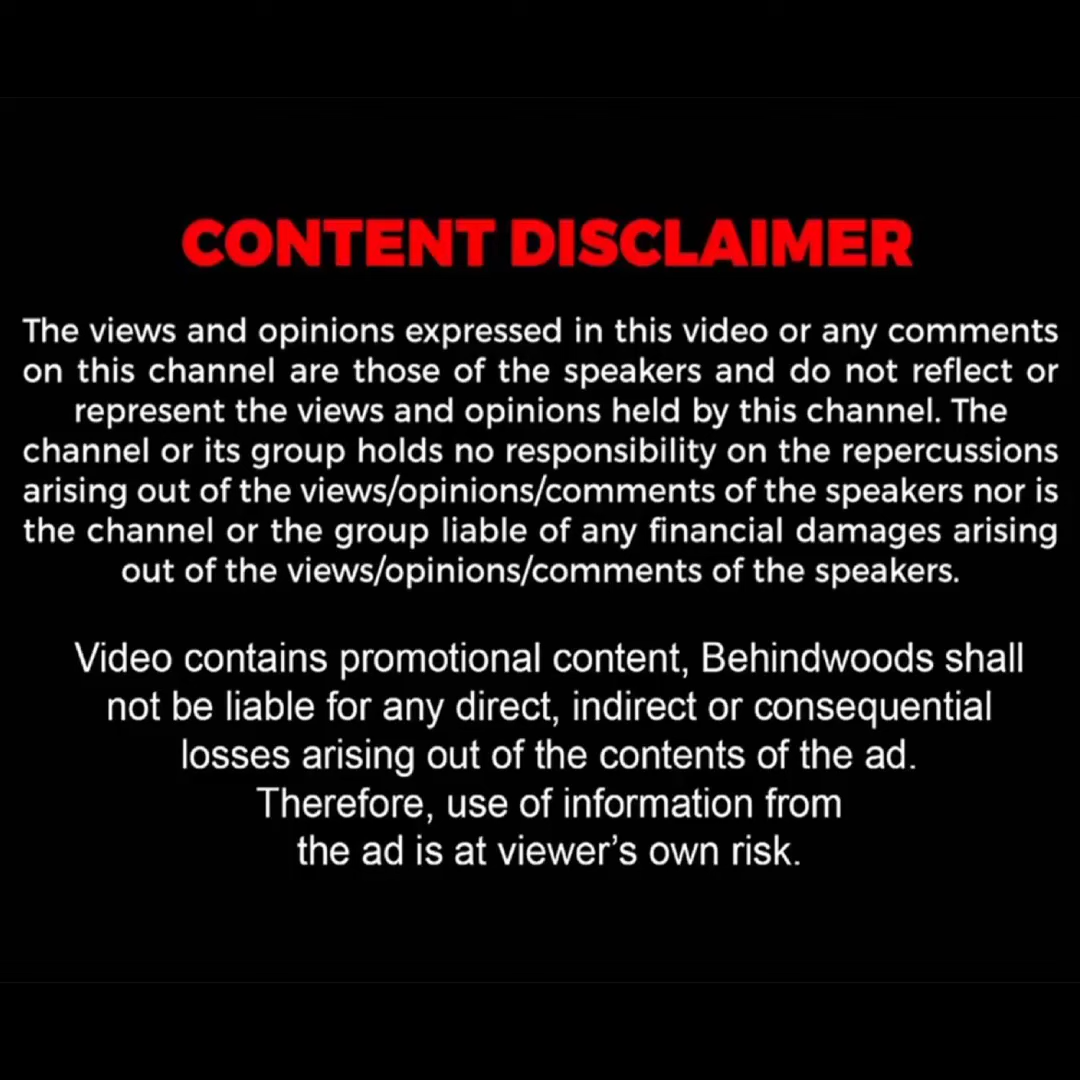 CONTENT DISCLAIMER
The views and opinions expressed in this video or any comments
on this channel are those of the speakers and do not reflect or
represent the views and opinions held by this channel. The
channel or its group holds no responsibility on the repercussions
arising out of the views/opinions/comments of the speakers nor is
the channel or the group liable of any financial damages arising
out of the views/opinions/comments of the speakers.
Video contains promotional content, Behindwoods shall
not be liable for any direct, indirect or consequential
losses arising out of the contents of the ad.
Therefore, use of information from
the ad is at viewer’s own risk.